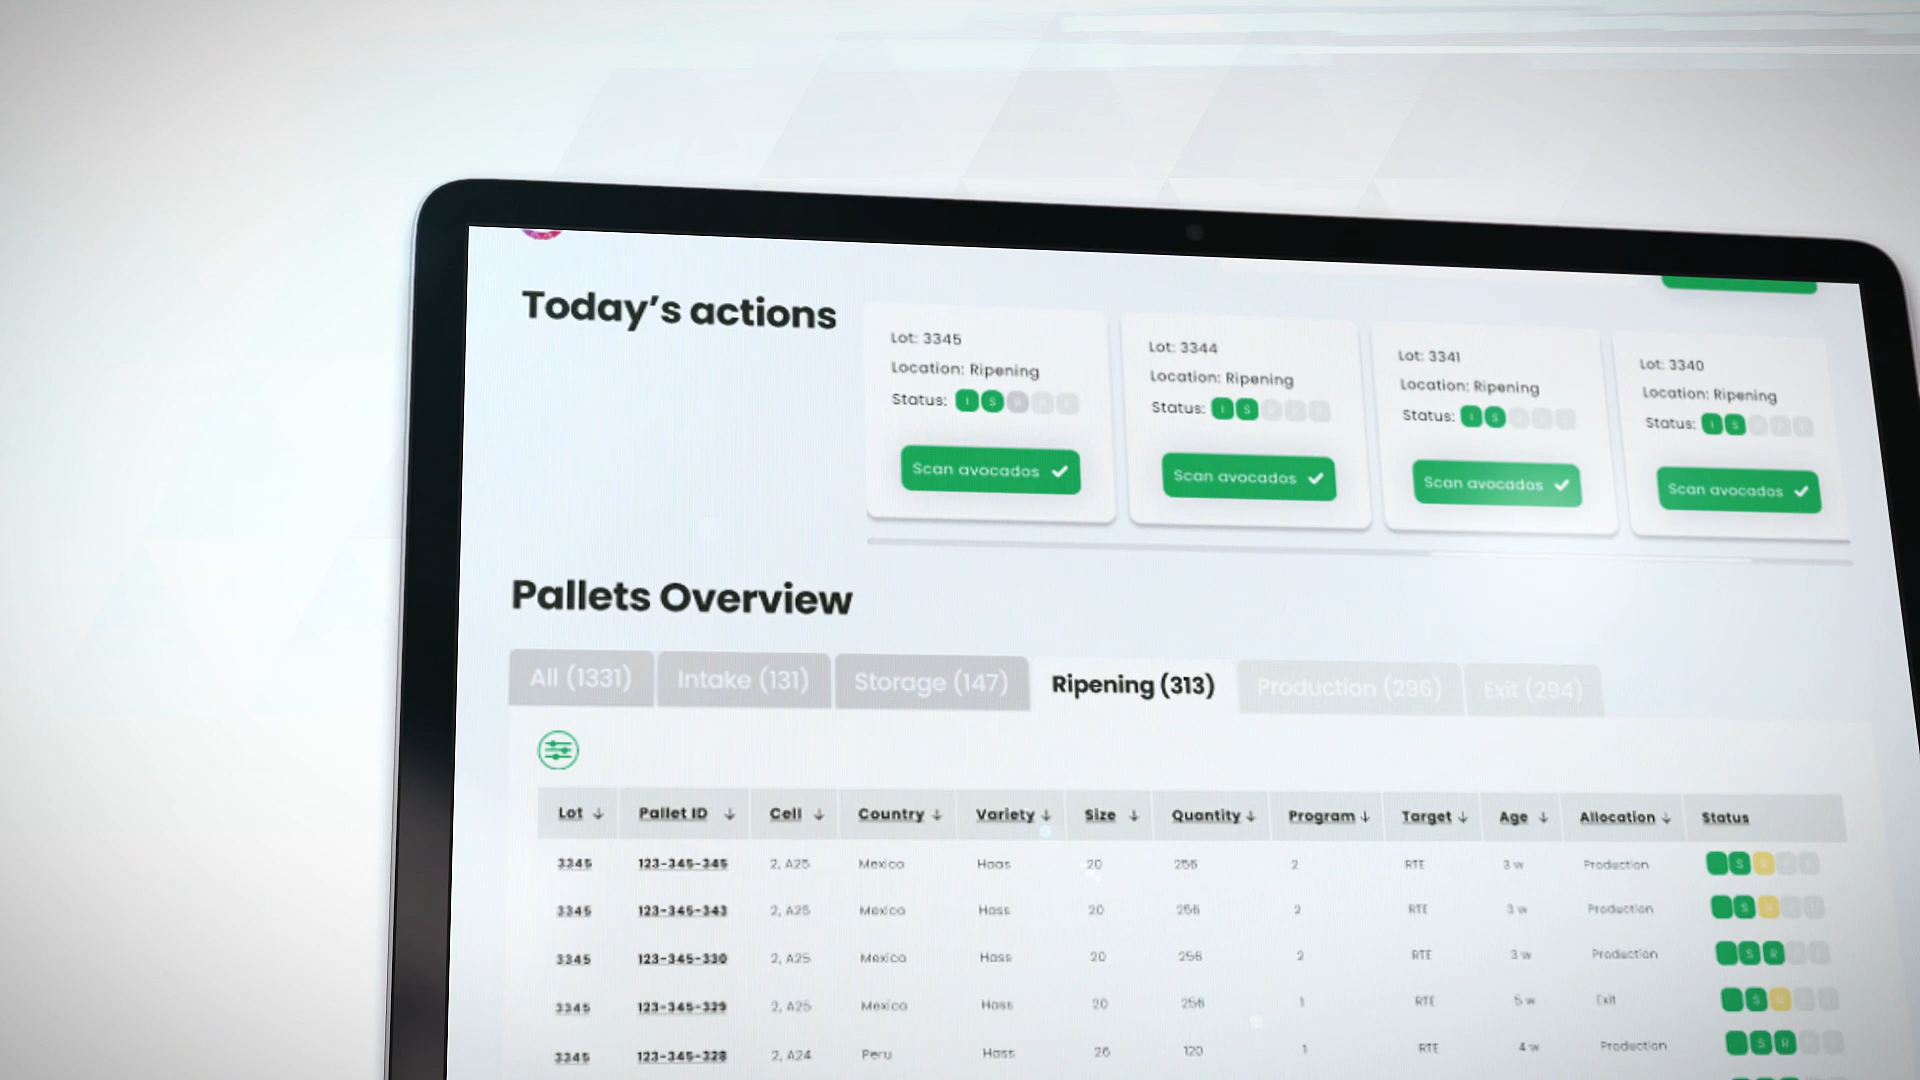 Today's actions
Lot: 3345
Location: Ripening
Status: I S
Scan avocados
Lot: 3344
Location: Ripening
Status: I S
Scan avocados
Lot: 3341
Location: Ripening
Status: I S
Scan avocados
Lot: 3340
Location: Ripening
Status: I S
Scan avocados
Pallets Overview
All (1331) Intake (131) Storage (147) Ripening (313) Production (296) Exit (294)
Lot Pallet ID Cell Country Variety Size Quantity Program Target Age Allocation Status
3345 123-345-345 2, A25 Mexico Hass 20 256 2 RTE 3 w Production S
3345 123-345-343 2, A25 Mexico Hass 20 256 2 RTE 3 w Production S
3345 123-345-330 2, A25 Mexico Hass 20 256 2 RTE 3 w Production S R
3345 123-345-329 2, A25 Mexico Hass 20 256 1 RTE 5 w Exit S
3345 123-345-328 2, A24 Peru Hass 26 120 1 RTE 4 w Production S R